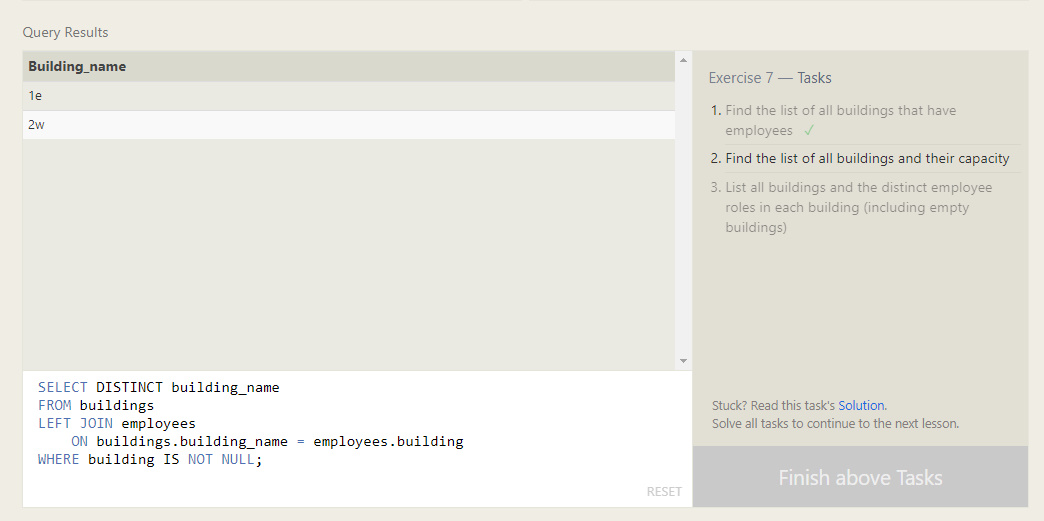 Query Results
Building_name
1e
2w
SELECT DISTINCT building_name
FROM buildings
LEFT JOIN employees
ON buildings.building_name = employees.building
WHERE building IS NOT NULL;
RESET
Exercise 7 — Tasks
1. Find the list of all buildings that have
employees ✓
2. Find the list of all buildings and their capacity
3. List all buildings and the distinct employee
roles in each building (including empty
buildings)
Stuck? Read this task's Solution.
Solve all tasks to continue to the next lesson.
Finish above Tasks